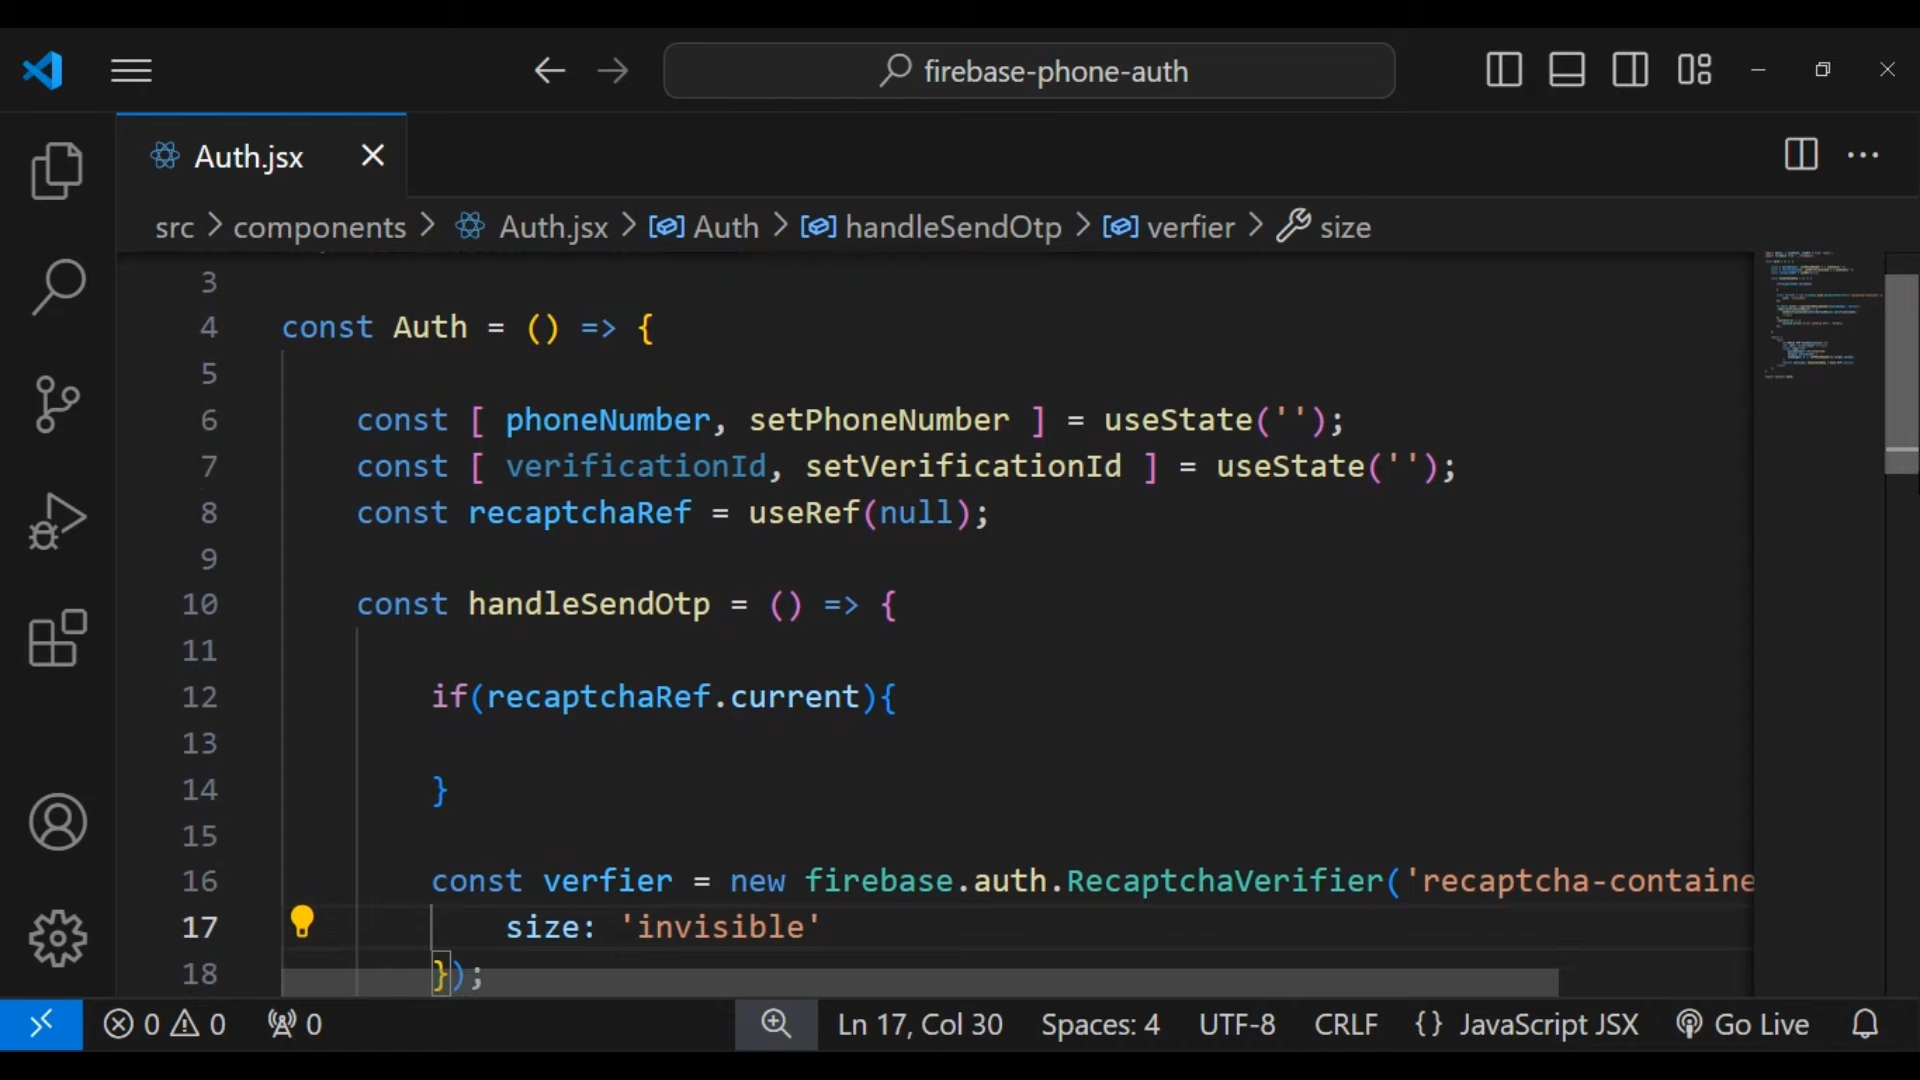 firebase-phone-auth
Auth.jsx
src > components > Auth.jsx > Auth > handleSendOtp > verfier > size
3
4 const Auth = () => {
5
6 const [ phoneNumber, setPhoneNumber ] = useState('');
7 const [ verificationId, setVerificationId ] = useState('');
8 const recaptchaRef = useRef(null);
9
10 const handleSendOtp = () => {
11
12 if(recaptchaRef.current){
13
14 }
15
16 const verfier = new firebase.auth.RecaptchaVerifier('recaptcha-containe
17 size: 'invisible'
18 });
0 0 0 Ln 17, Col 30 Spaces: 4 UTF-8 CRLF {} JavaScript JSX Go Live